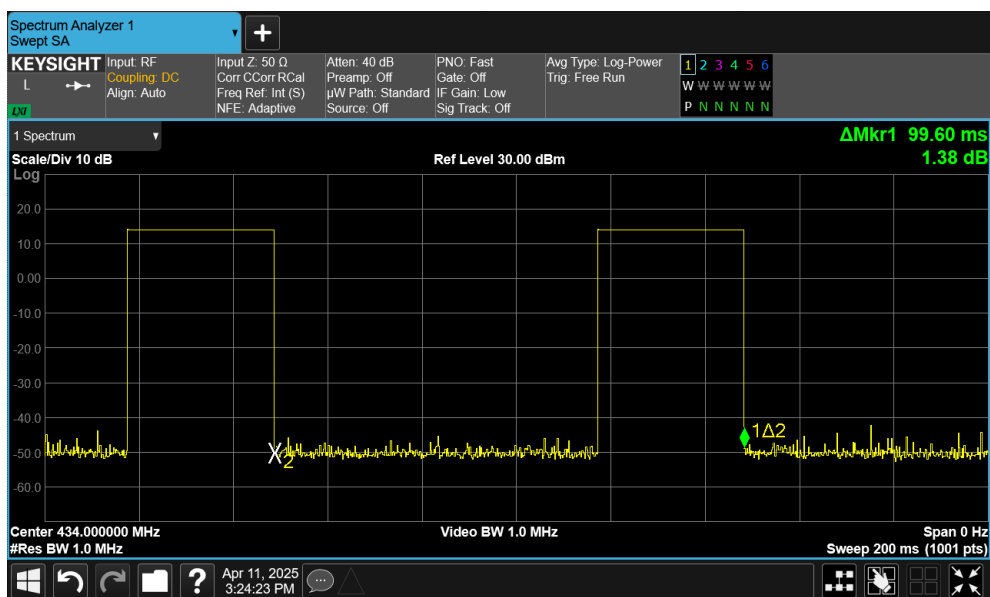 Spectrum Analyzer 1
Swept SA
+
KEYSIGHT
L
LXI
Input: RF
Coupling: DC
Align: Auto
Input Z: 50 Ω
Corr CCorr RCal
Freq Ref: Int (S)
NFE: Adaptive
Atten: 40 dB
Preamp: Off
µW Path: Standard
Source: Off
PNO: Fast
Gate: Off
IF Gain: Low
Sig Track: Off
Avg Type: Log-Power
Trig: Free Run
1 2 3 4 5 6
W W W W W W
P N N N N N
1 Spectrum
ΔMkr1 99.60 ms
1.38 dB
Scale/Div 10 dB
Ref Level 30.00 dBm
Log
20.0
10.0
0.00
-10.0
-20.0
-30.0
-40.0
-50.0
-60.0
2
1Δ2
Center 434.000000 MHz
Video BW 1.0 MHz
Span 0 Hz
#Res BW 1.0 MHz
Sweep 200 ms (1001 pts)
?
Apr 11, 2025
3:24:23 PM